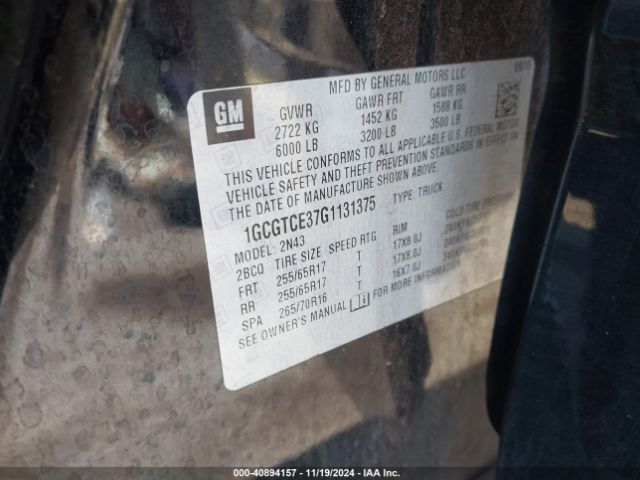 MFD BY GENERAL MOTORS LLC
GM
GVWR GAWR FRT GAWR RR
2722 KG 1452 KG 1588 KG
6000 LB 3200 LB 3500 LB
THIS VEHICLE CONFORMS TO ALL APPLICABLE U.S. FEDERAL MOTOR
VEHICLE SAFETY AND THEFT PREVENTION STANDARDS IN EFFECT ON
THE DATE OF MANUFACTURE SHOWN ABOVE.
1GCGTCE37G1131375 TYPE TRUCK
MODEL: 2N43
2BCQ TIRE SIZE SPEED RTG RIM COLD TIRE
FRT 255/65R17 T 17X8.0J
RR 255/65R17 T 17X8.0J
SPA 265/70R16 T 16X7.0J
SEE OWNER'S MANUAL
000-40894157 - 11/19/2024 - IAA Inc.